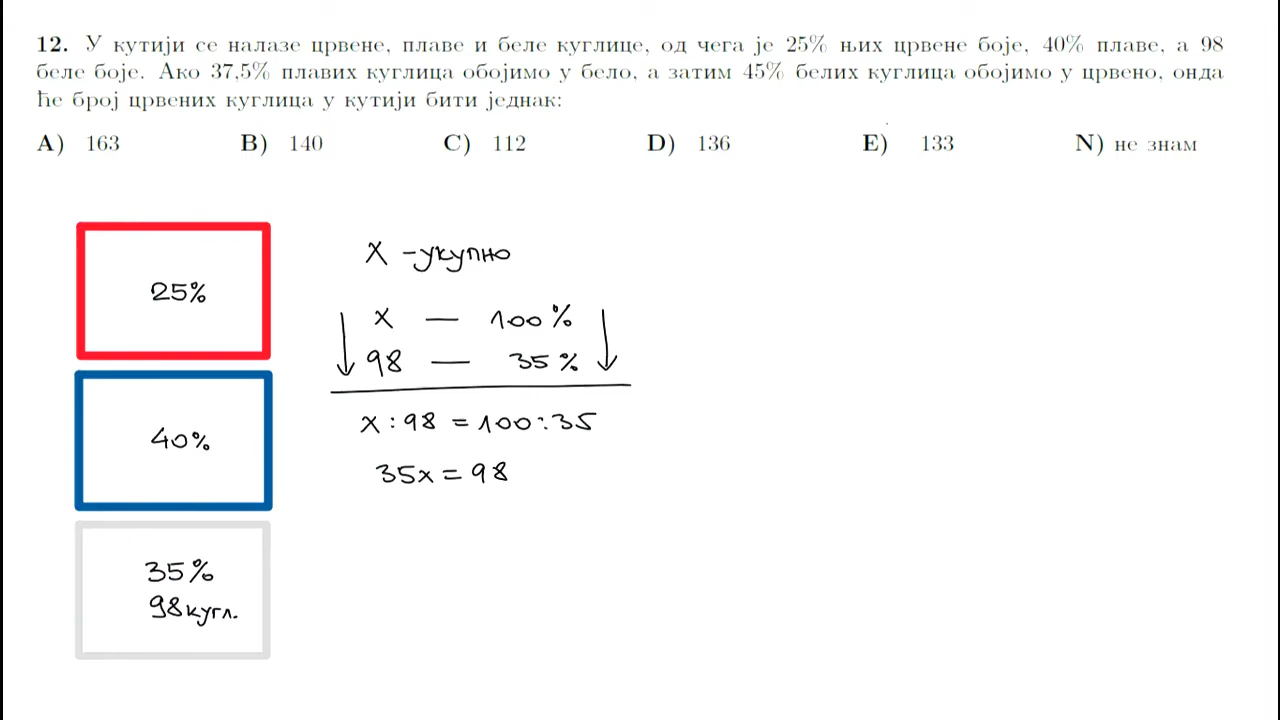 12. У кутији се налазе црвене, плаве и беле куглице, од чега је 25% њих црвене боје, 40% плаве, а 98
беле боје. Ако 37,5% плавих куглица обојимо у бело, а затим 45% белих куглица обојимо у црвено, онда
ће број црвених куглица у кутији бити једнак:
A) 163 B) 140 C) 112 D) 136 E) 133 N) не знам
25%
40%
35%
98 кугл.
x - укупно
x — 100%
98 — 35%
x : 98 = 100 : 35
35x = 98